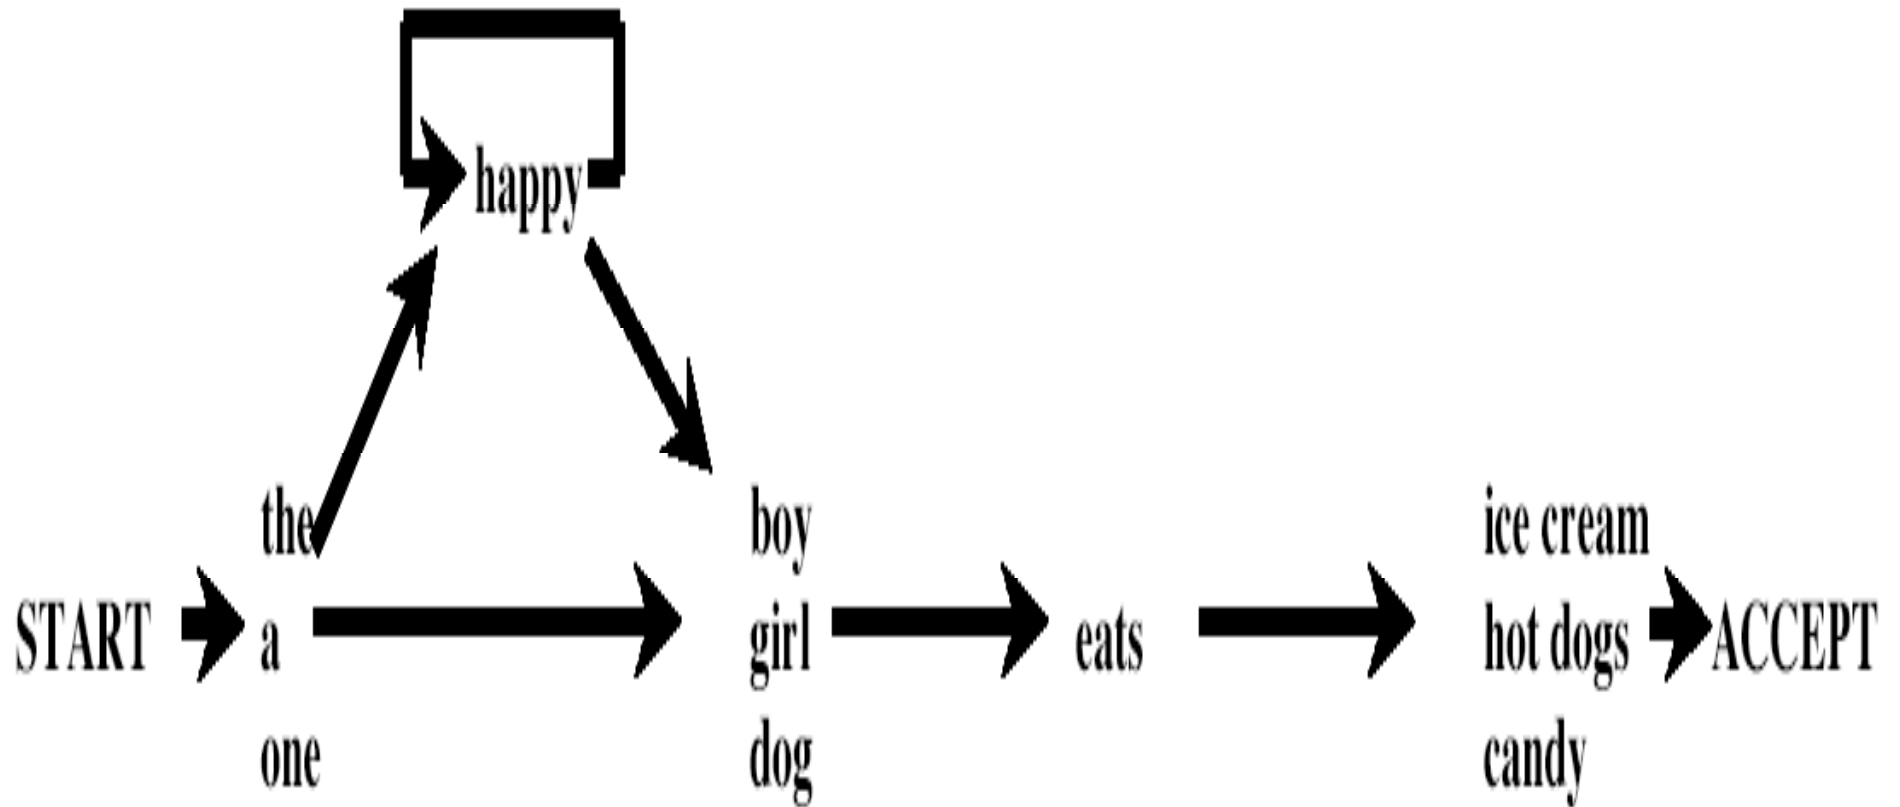 happy
the
boy
ice cream
START
a
girl
eats
hot dogs
ACCEPT
one
dog
candy